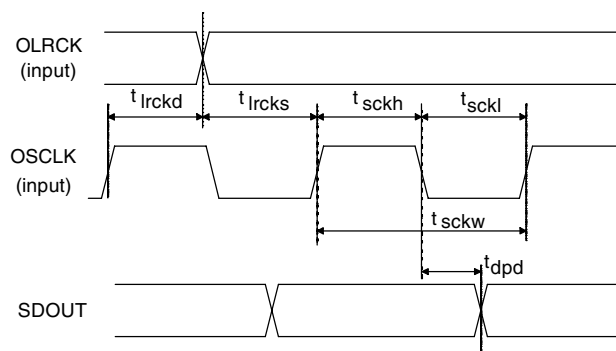 OLRCK
(input)
t lrckd
t lrcks
t sckh
t sckl
OSCLK
(input)
t sckw
t dpd
SDOUT